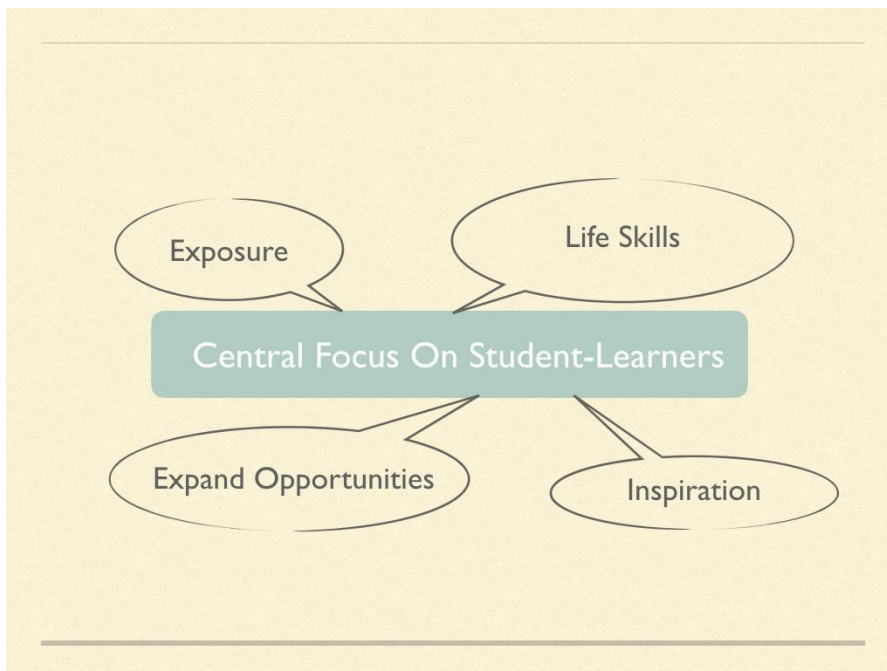 Exposure
Life Skills
Central Focus On Student-Learners
Expand Opportunities
Inspiration